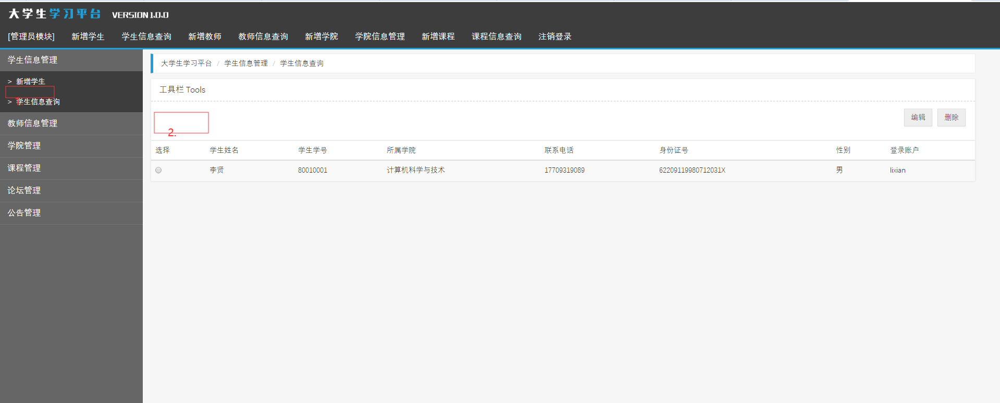 大学生学习平台 VERSION 1.0.0
[管理员模块] 新增学生 学生信息查询 新增教师 教师信息查询 新增学院 学院信息管理 新增课程 课程信息查询 注销登录
学生信息管理
> 新增学生
1.
> 学生信息查询
教师信息管理
学院管理
课程管理
论坛管理
公告管理
大学生学习平台 / 学生信息管理 / 学生信息查询
工具栏 Tools
编辑 删除
2.
选择 学生姓名 学生学号 所属学院 联系电话 身份证号 性别 登录账户
李贤 80010001 计算机科学与技术 17709319089 62209119980712031X 男 lixian